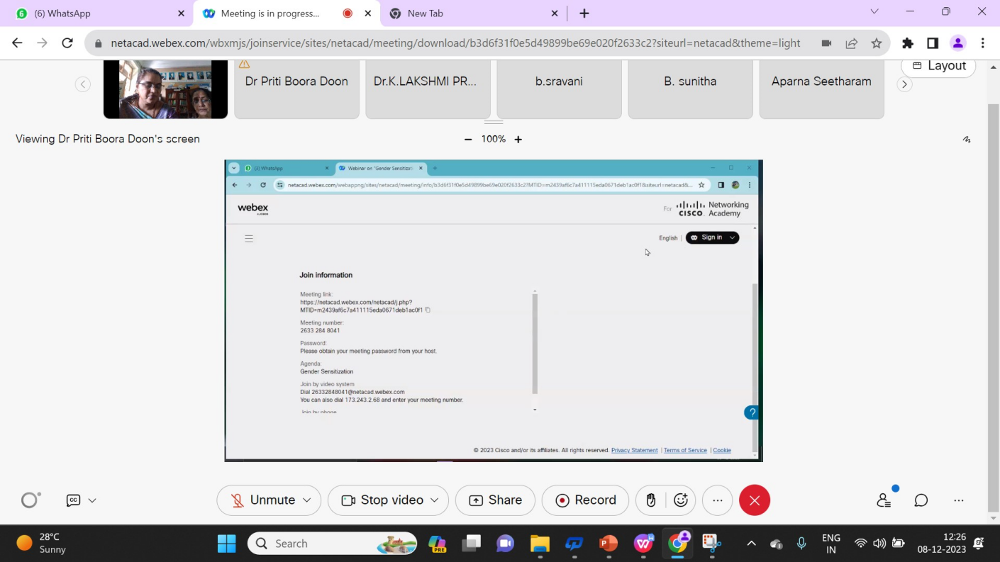 (6) WhatsApp
Meeting is in progress...
New Tab
netacad.webex.com/wbxmjs/joinservice/sites/netacad/meeting/download/b3d6f31f0e5d49899be69e020f2633c2?siteurl=netacad&theme=light
Dr Priti Boora Doon
Dr.K.LAKSHMI PR...
b.sravani
B. sunitha
Aparna Seetharam
Layout
Viewing Dr Priti Boora Doon's screen
100%
(3) WhatsApp
Webinar on "Gender Sensitizati
netacad.webex.com/webappng/sites/netacad/meeting/info/b3d6f31f0e5d49899be69e020f2633c2?MTID=m2439af6c7a411115eda0671deb1ac0f1&siteurl=netacad&...
webex
by CISCO
For
CISCO
Networking
Academy
English
Sign in
Join information
Meeting link:
https://netacad.webex.com/netacad/j.php?
MTID=m2439af6c7a411115eda0671deb1ac0f1
Meeting number:
2633 284 8041
Password:
Please obtain your meeting password from your host.
Agenda:
Gender Sensitization
Join by video system
Dial 26332848041@netacad.webex.com
You can also dial 173.243.2.68 and enter your meeting number.
Join by phone
?
© 2023 Cisco and/or its affiliates. All rights reserved. Privacy Statement | Terms of Service | Cookie
CC
Unmute
Stop video
Share
Record
28°C
Sunny
Search
PRE
ENG
IN
12:26
08-12-2023